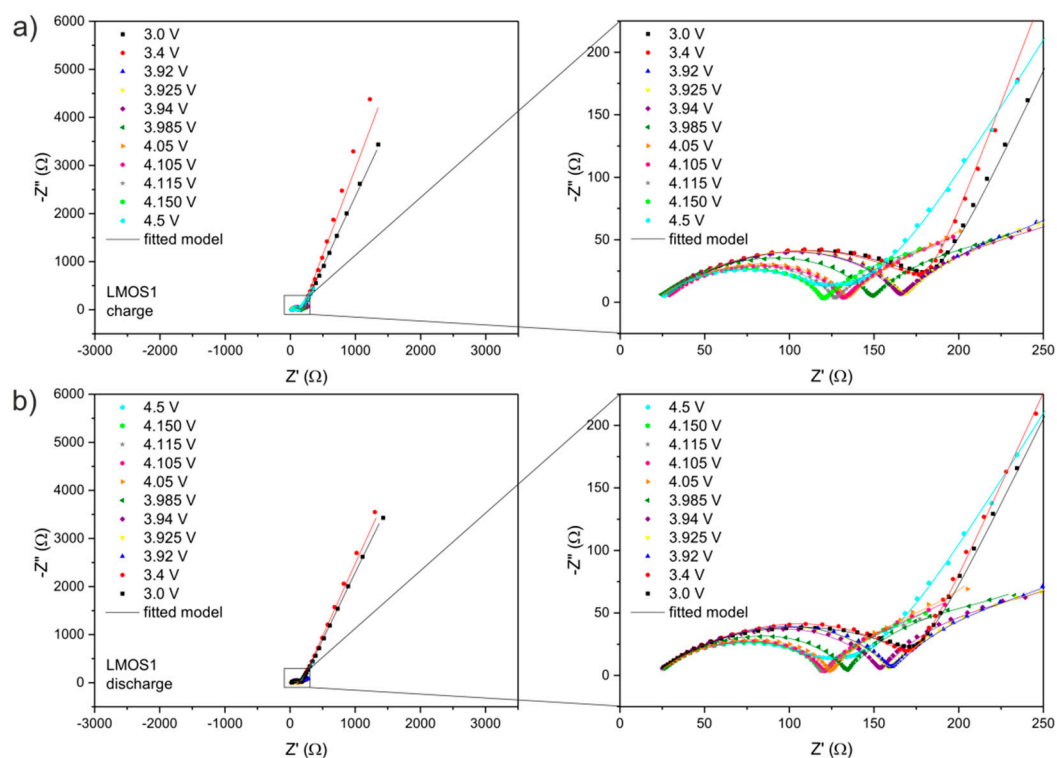 a)
6000
5000
4000
3000
2000
1000
0
-Z" (Ω)
3.0 V
3.4 V
3.92 V
3.925 V
3.94 V
3.985 V
4.05 V
4.105 V
4.115 V
4.150 V
4.5 V
fitted model
LMOS1
charge
-3000 -2000 -1000 0 1000 2000 3000
Z' (Ω)
225
200
175
150
125
100
75
50
25
0
-Z" (Ω)
3.0 V
3.4 V
3.92 V
3.925 V
3.94 V
3.985 V
4.05 V
4.105 V
4.115 V
4.150 V
4.5 V
fitted model
0 50 100 150 200 250
Z' (Ω)
b)
6000
5000
4000
3000
2000
1000
0
-Z" (Ω)
4.5 V
4.150 V
4.115 V
4.105 V
4.05 V
3.985 V
3.94 V
3.925 V
3.92 V
3.4 V
3.0 V
fitted model
LMOS1
discharge
-3000 -2000 -1000 0 1000 2000 3000
Z' (Ω)
200
150
100
50
0
-Z" (Ω)
4.5 V
4.150 V
4.115 V
4.105 V
4.05 V
3.985 V
3.94 V
3.925 V
3.92 V
3.4 V
3.0 V
fitted model
0 50 100 150 200 250
Z' (Ω)